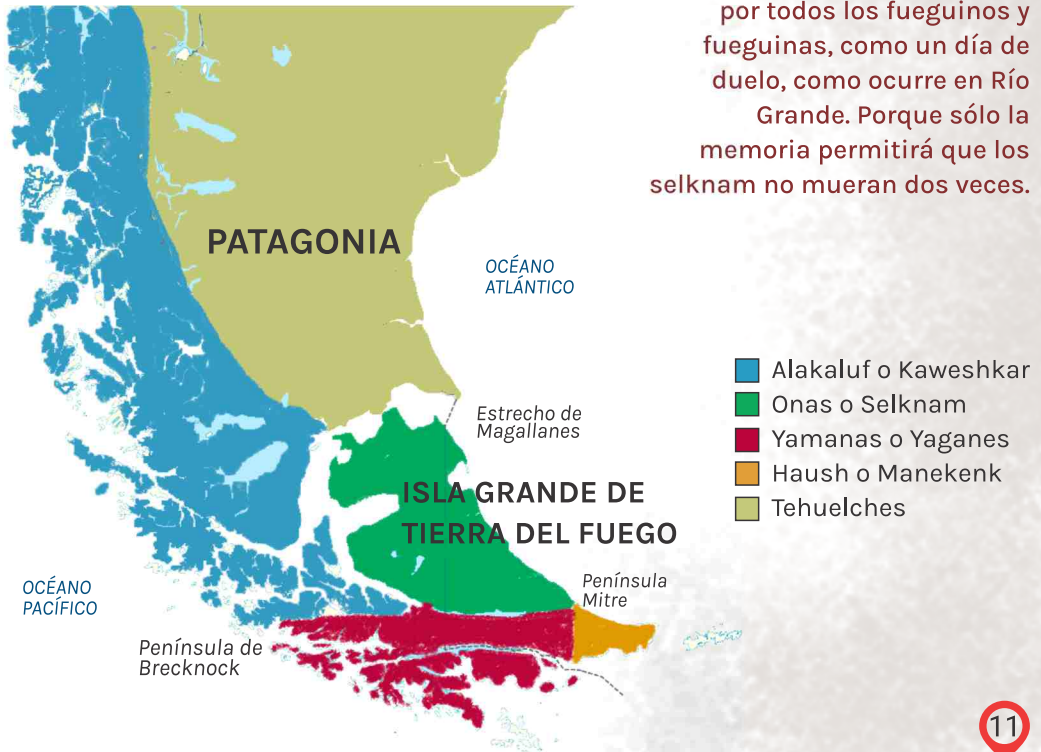 por todos los fueguinos y
fueguinas, como un día de
duelo, como ocurre en Río
Grande. Porque sólo la
memoria permitirá que los
selknam no mueran dos veces.
PATAGONIA
OCÉANO
ATLÁNTICO
Estrecho de
Magallanes
ISLA GRANDE DE
TIERRA DEL FUEGO
Península
Mitre
OCÉANO
PACÍFICO
Península de
Brecknock
Alakaluf o Kaweshkar
Onas o Selknam
Yamanas o Yaganes
Haush o Manekenk
Tehuelches
11